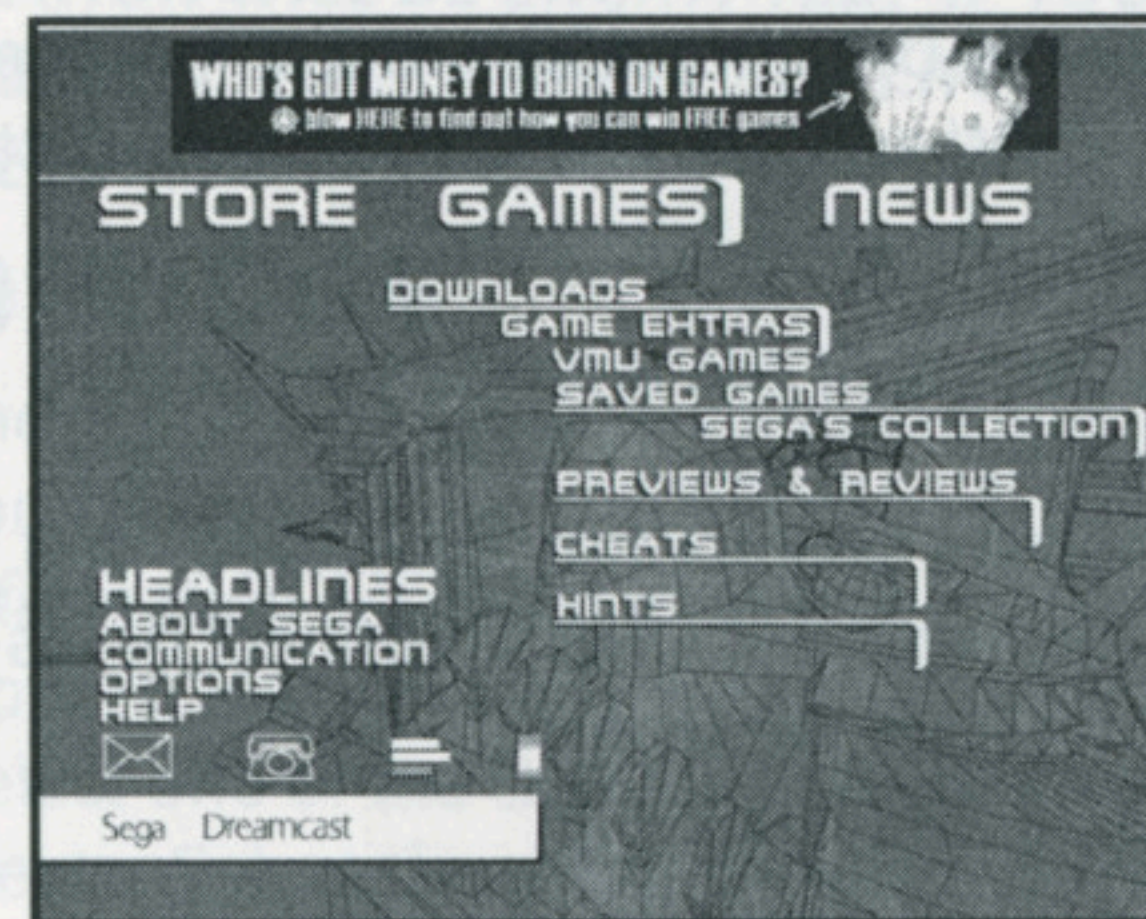 WHO'S GOT MONEY TO BURN ON GAMES?
blow HERE to find out how you can win FREE games
STORE GAMES NEWS
DOWNLOADS
GAME EXTRAS
VMU GAMES
SAVED GAMES
SEGA'S COLLECTION
PREVIEWS & REVIEWS
CHEATS
HINTS
HEADLINES
ABOUT SEGA
COMMUNICATION
OPTIONS
HELP
Sega Dreamcast